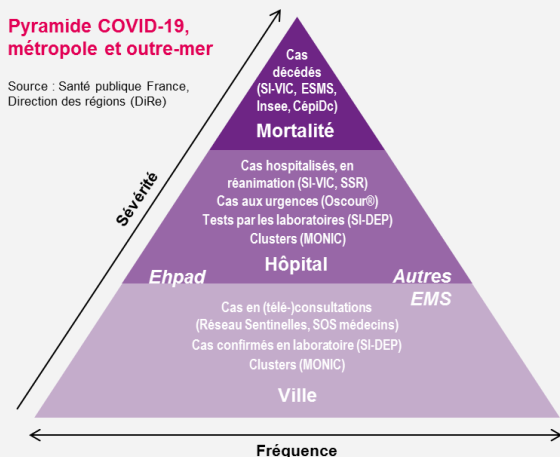 Pyramide COVID-19,
métropole et outre-mer
Source : Santé publique France,
Direction des régions (DiRe)
Sévérité
Cas
décédés
(SI-VIC, ESMS,
Insee, CépiDc)
Mortalité
Cas hospitalisés, en
réanimation (SI-VIC, SSR)
Cas aux urgences (Oscour®)
Tests par les laboratoires (SI-DEP)
Clusters (MONIC)
Hôpital
Ehpad
Autres
EMS
Cas en (télé-)consultations
(Réseau Sentinelles, SOS médecins)
Cas confirmés en laboratoire (SI-DEP)
Clusters (MONIC)
Ville
Fréquence